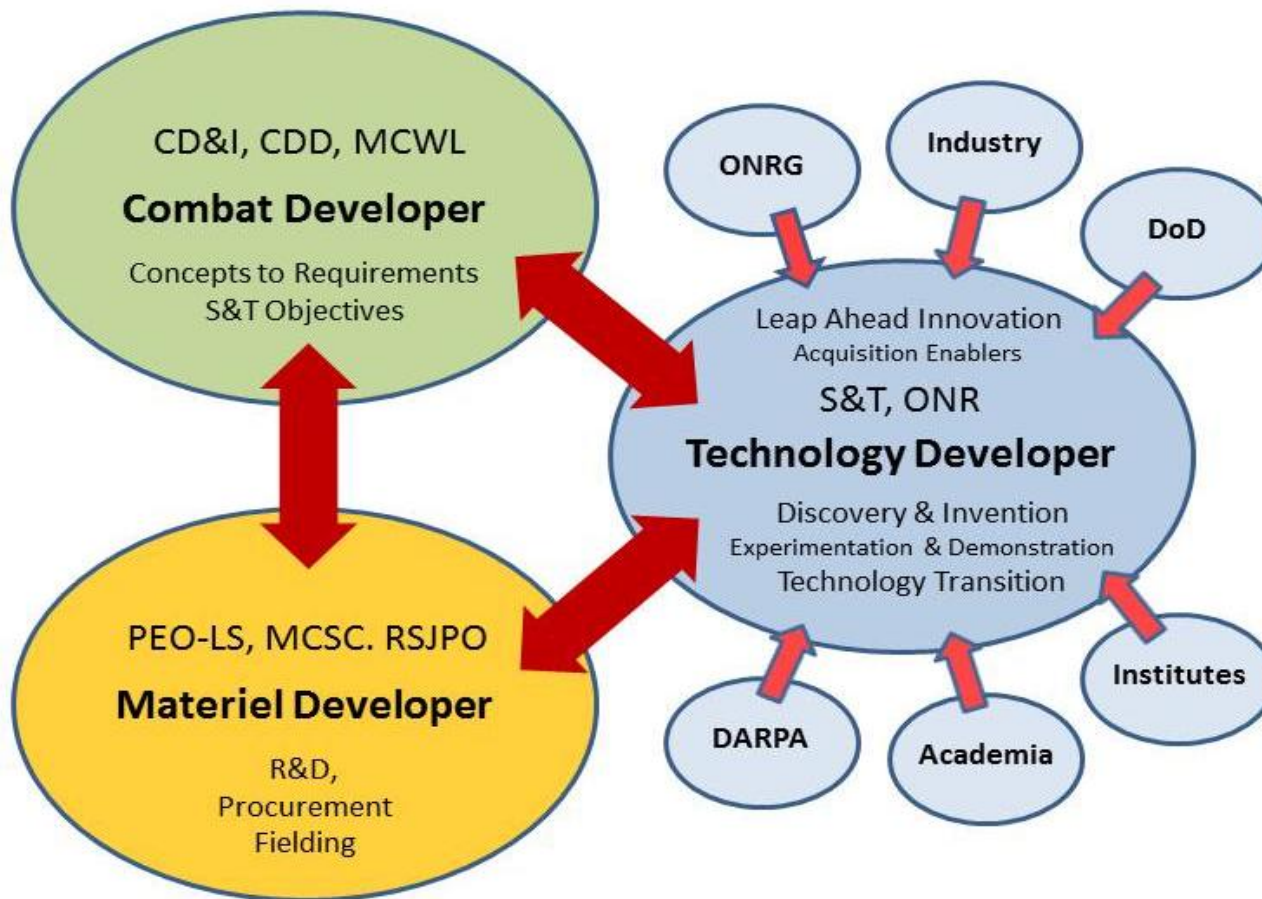 CD&I, CDD, MCWL
Combat Developer
Concepts to Requirements
S&T Objectives
ONRG
Industry
DoD
Leap Ahead Innovation
Acquisition Enablers
S&T, ONR
Technology Developer
Discovery & Invention
Experimentation & Demonstration
Technology Transition
PEO-LS, MCSC. RSJPO
Materiel Developer
R&D,
Procurement
Fielding
DARPA
Academia
Institutes